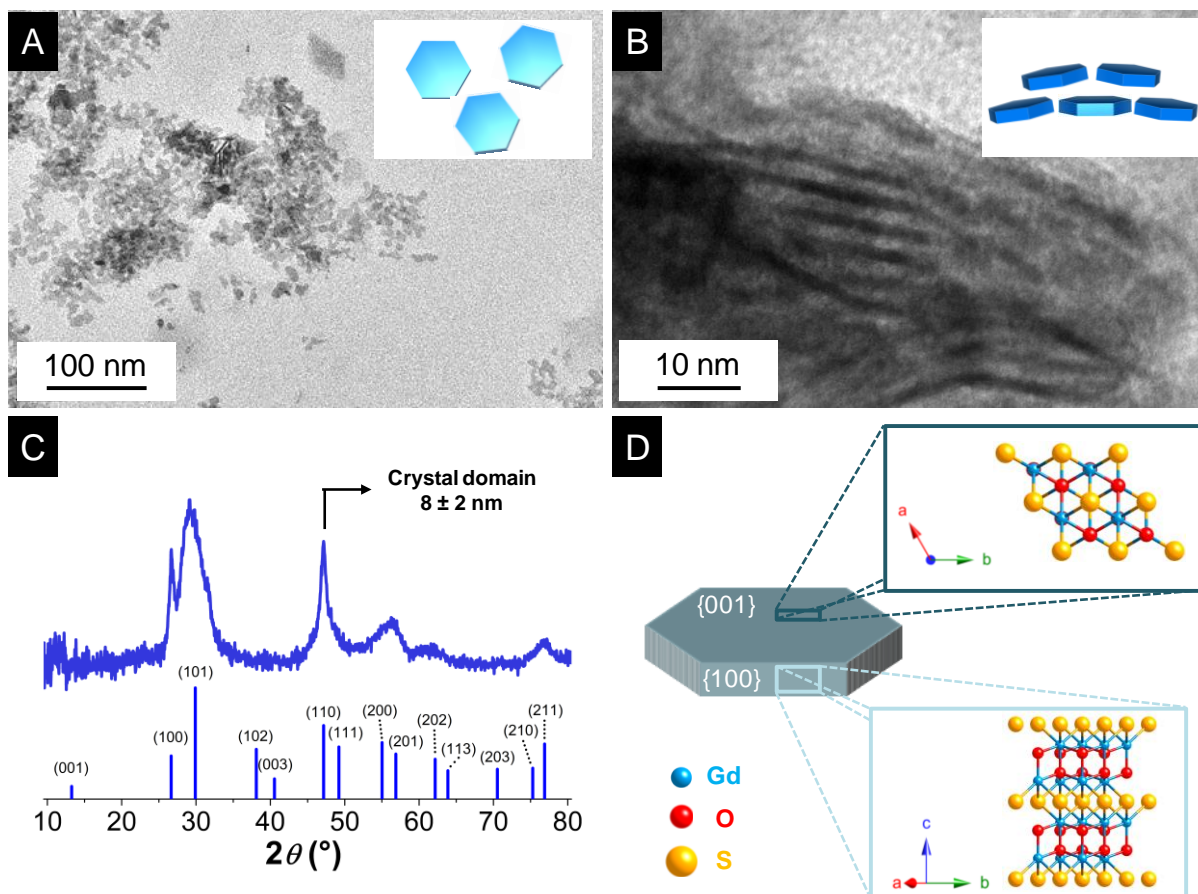 A
100 nm
B
10 nm
C
Crystal domain
8 ± 2 nm
(001)
(100)
(101)
(102)
(003)
(110)
(111)
(200)
(201)
(202)
(113)
(203)
(210)
(211)
10 20 30 40 50 60 70 80
2θ (°)
D
{001}
{100}
a
b
Gd
O
S
c
a
b